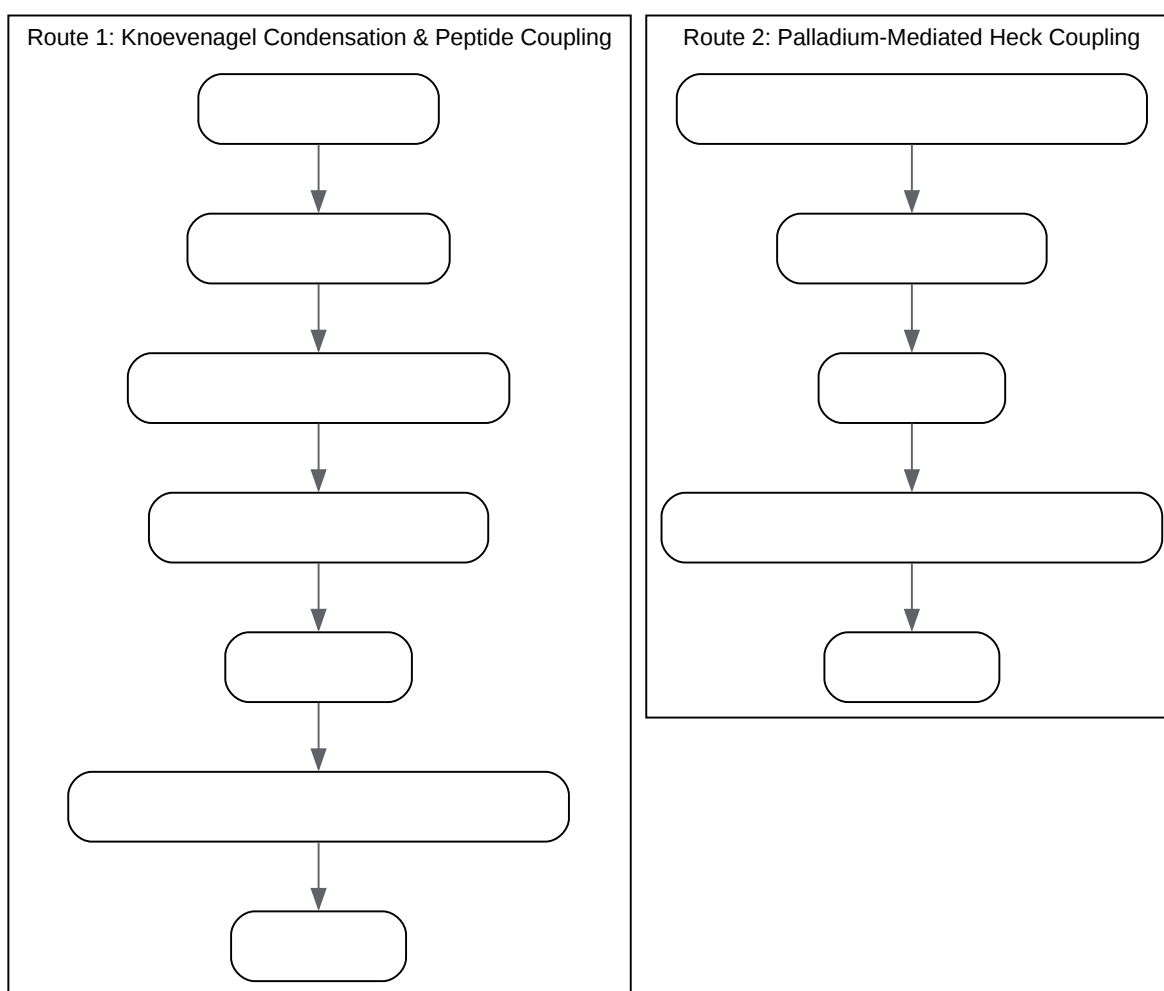 Route 1: Knoevenagel Condensation & Peptide Coupling
Route 2: Palladium-Mediated Heck Coupling